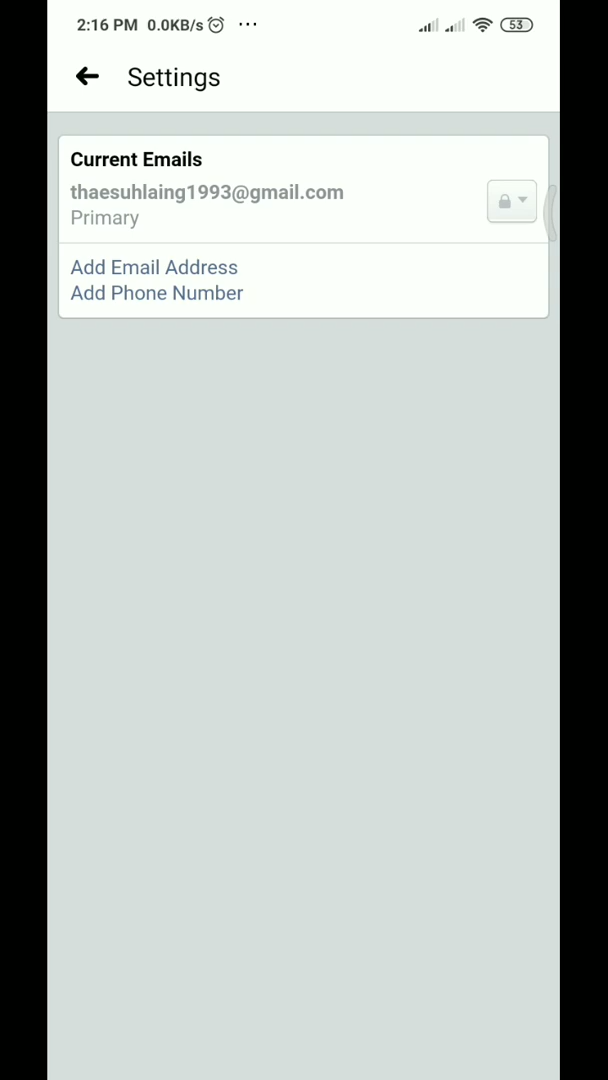 2:16 PM 0.0KB/s ... 53
Settings
Current Emails
thaesuhlaing1993@gmail.com
Primary
Add Email Address
Add Phone Number